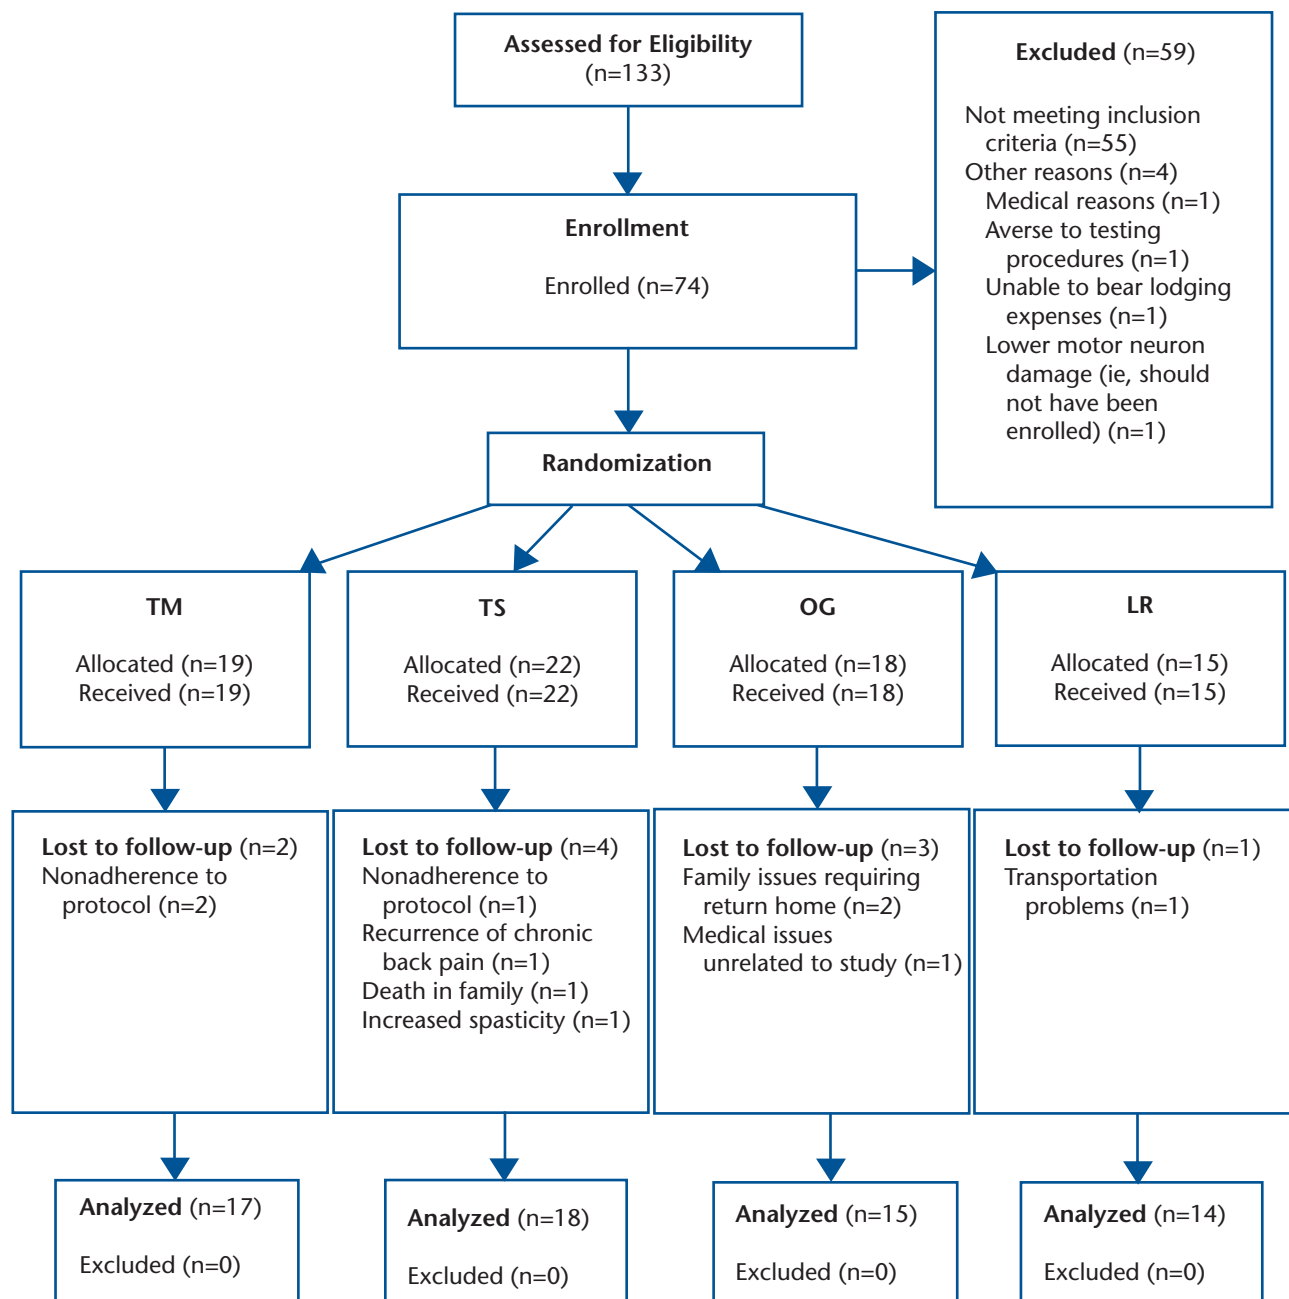 Assessed for Eligibility
(n=133)
Excluded (n=59)
Not meeting inclusion
criteria (n=55)
Other reasons (n=4)
Medical reasons (n=1)
Averse to testing
procedures (n=1)
Unable to bear lodging
expenses (n=1)
Lower motor neuron
damage (ie, should
not have been
enrolled) (n=1)
Enrollment
Enrolled (n=74)
Randomization
TM
Allocated (n=19)
Received (n=19)
TS
Allocated (n=22)
Received (n=22)
OG
Allocated (n=18)
Received (n=18)
LR
Allocated (n=15)
Received (n=15)
Lost to follow-up (n=2)
Nonadherence to
protocol (n=2)
Lost to follow-up (n=4)
Nonadherence to
protocol (n=1)
Recurrence of chronic
back pain (n=1)
Death in family (n=1)
Increased spasticity (n=1)
Lost to follow-up (n=3)
Family issues requiring
return home (n=2)
Medical issues
unrelated to study (n=1)
Lost to follow-up (n=1)
Transportation
problems (n=1)
Analyzed (n=17)
Excluded (n=0)
Analyzed (n=18)
Excluded (n=0)
Analyzed (n=15)
Excluded (n=0)
Analyzed (n=14)
Excluded (n=0)